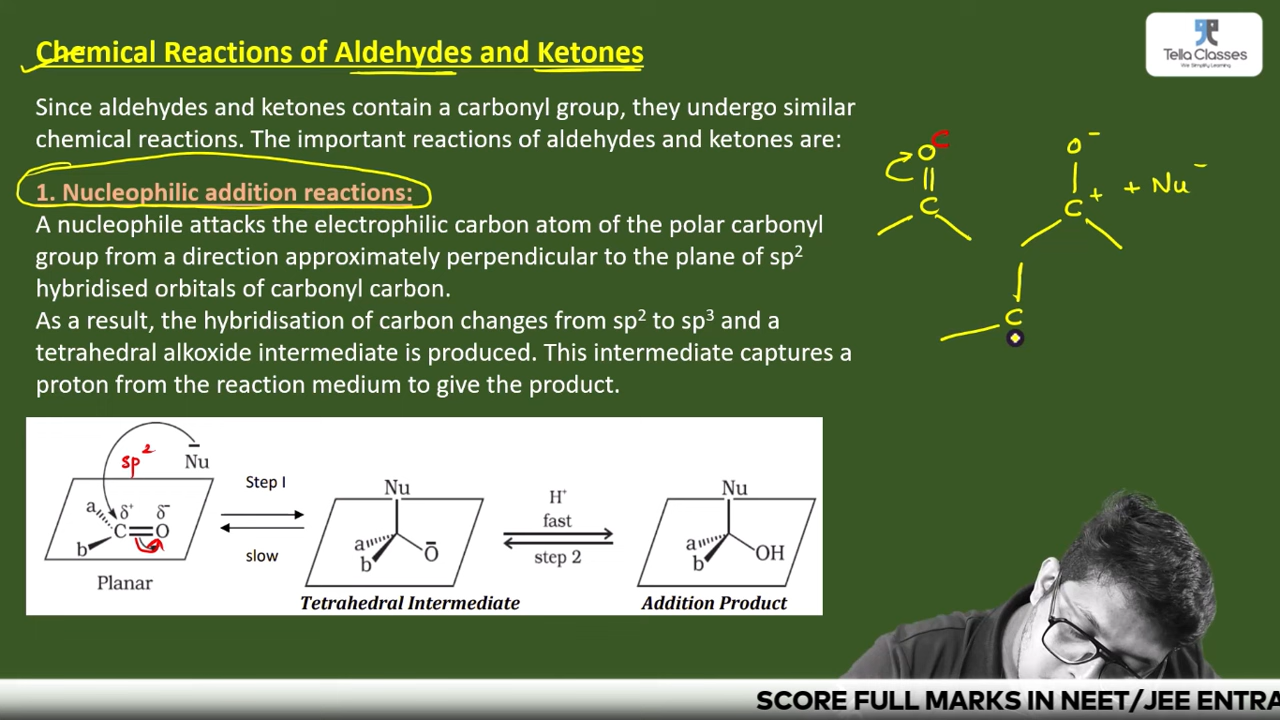 Chemical Reactions of Aldehydes and Ketones
Tella Classes
We Simplify Learning
Since aldehydes and ketones contain a carbonyl group, they undergo similar
chemical reactions. The important reactions of aldehydes and ketones are:
1. Nucleophilic addition reactions:
A nucleophile attacks the electrophilic carbon atom of the polar carbonyl
group from a direction approximately perpendicular to the plane of sp²
hybridised orbitals of carbonyl carbon.
As a result, the hybridisation of carbon changes from sp² to sp³ and a
tetrahedral alkoxide intermediate is produced. This intermediate captures a
proton from the reaction medium to give the product.
O
C
C
O⁻
C + + Nu⁻
C
sp²
N̄u
a δ⁺ δ⁻
C=O
b
Planar
Step I
slow
Nu
a
b
Ō
Tetrahedral Intermediate
H⁺
fast
step 2
Nu
a
b
OH
Addition Product
SCORE FULL MARKS IN NEET/JEE ENTRA